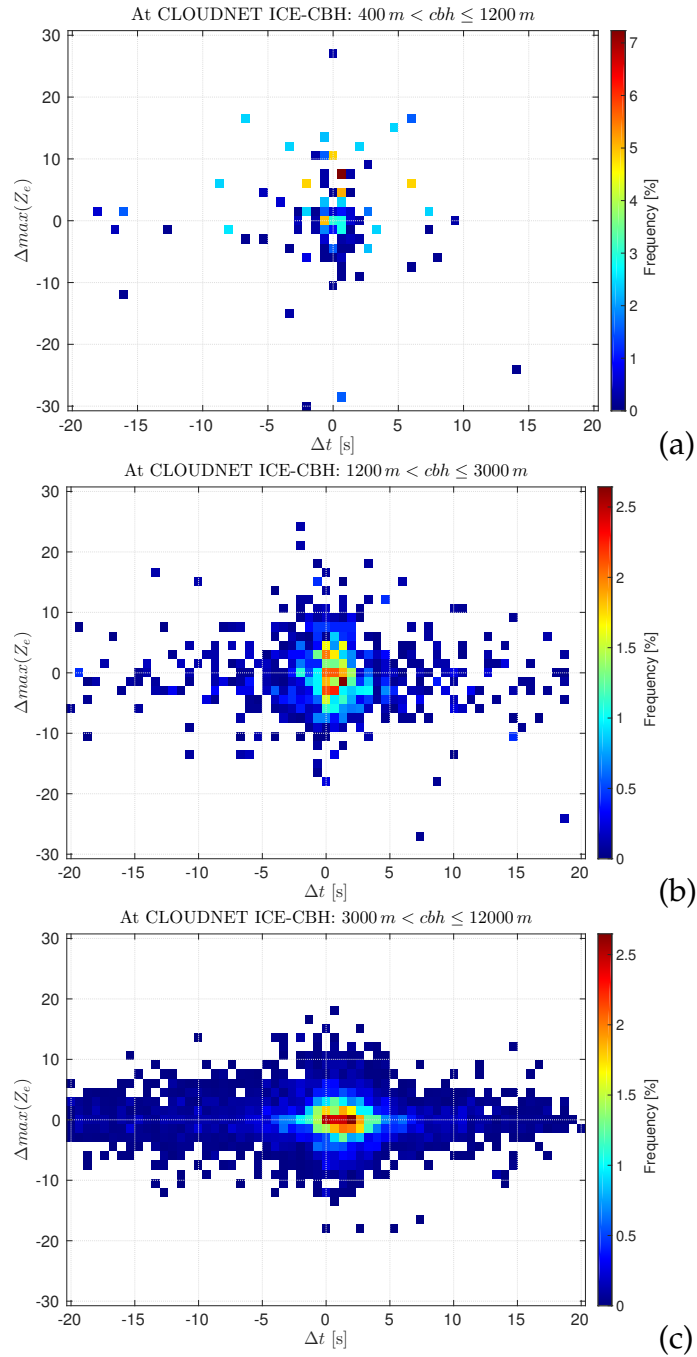 At CLOUDNET ICE-CBH: 400 m < cbh ≤ 1200 m
30
20
10
0
-10
-20
-30
Δmax(Z_e)
-20 -15 -10 -5 0 5 10 15 20
Δt [s]
7
6
5
4
3
2
1
0
Frequency [%]
(a)
At CLOUDNET ICE-CBH: 1200 m < cbh ≤ 3000 m
30
20
10
0
-10
-20
-30
Δmax(Z_e)
-20 -15 -10 -5 0 5 10 15 20
Δt [s]
2.5
2
1.5
1
0.5
0
Frequency [%]
(b)
At CLOUDNET ICE-CBH: 3000 m < cbh ≤ 12000 m
30
20
10
0
-10
-20
-30
Δmax(Z_e)
-20 -15 -10 -5 0 5 10 15 20
Δt [s]
2.5
2
1.5
1
0.5
0
Frequency [%]
(c)